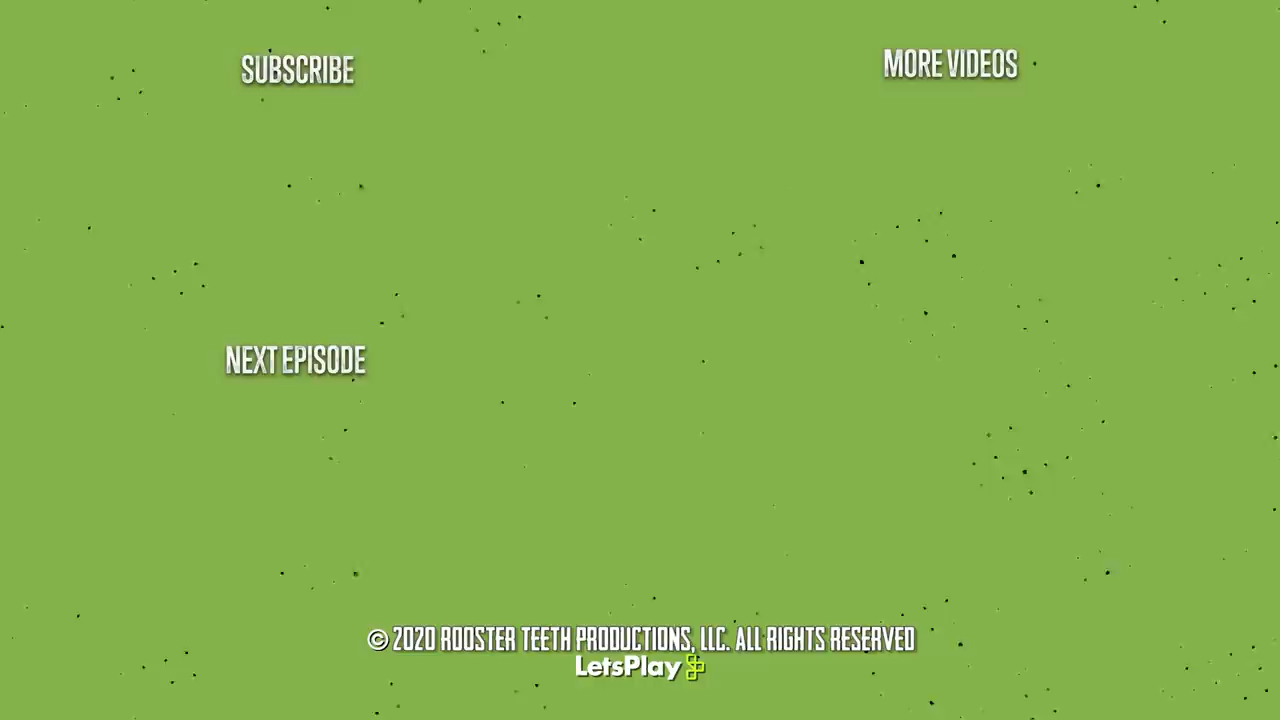 SUBSCRIBE
MORE VIDEOS
NEXT EPISODE
© 2020 ROOSTER TEETH PRODUCTIONS, LLC. ALL RIGHTS RESERVED
LetsPlay